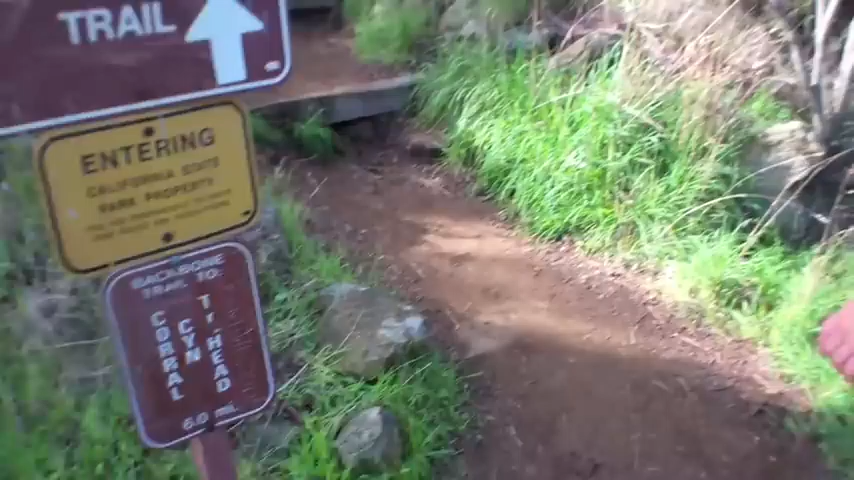 TRAIL
ENTERING
CALIFORNIA STATE
PARK PROPERTY
BACKBONE
TRAIL TO:
CORRAL
CYN
Tr. HEAD
6.0 mi.